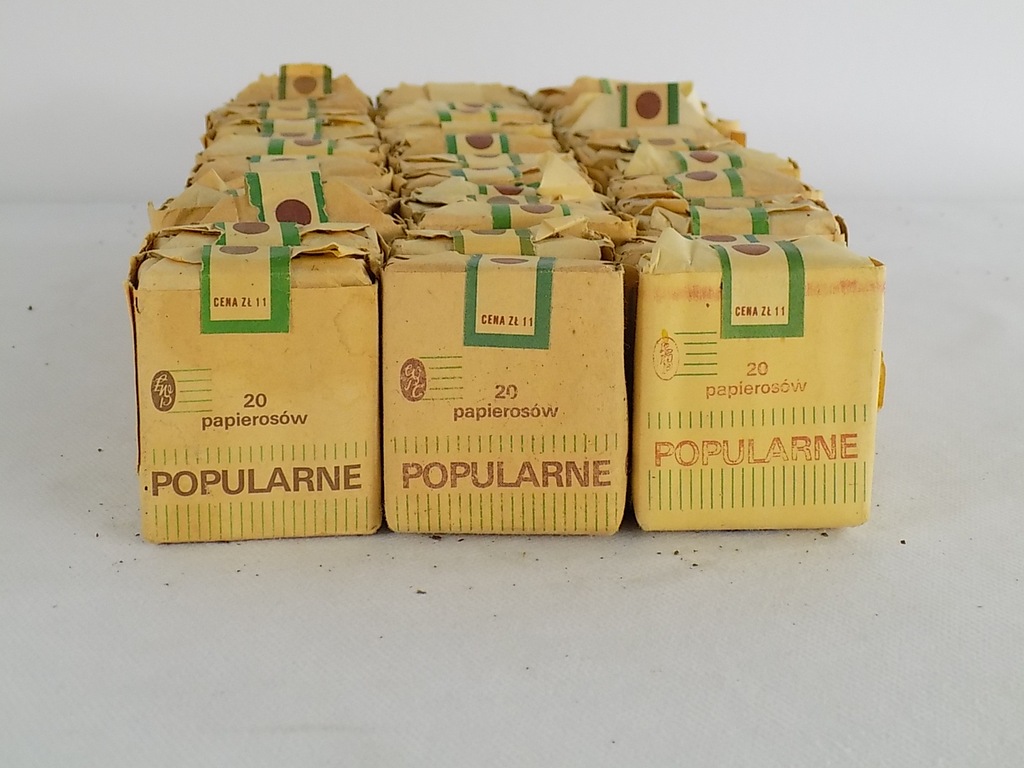 CENA ZŁ 11
20
papierosów
POPULARNE
CENA ZŁ 11
20
papierosów
POPULARNE
CENA ZŁ 11
20
papierosów
POPULARNE